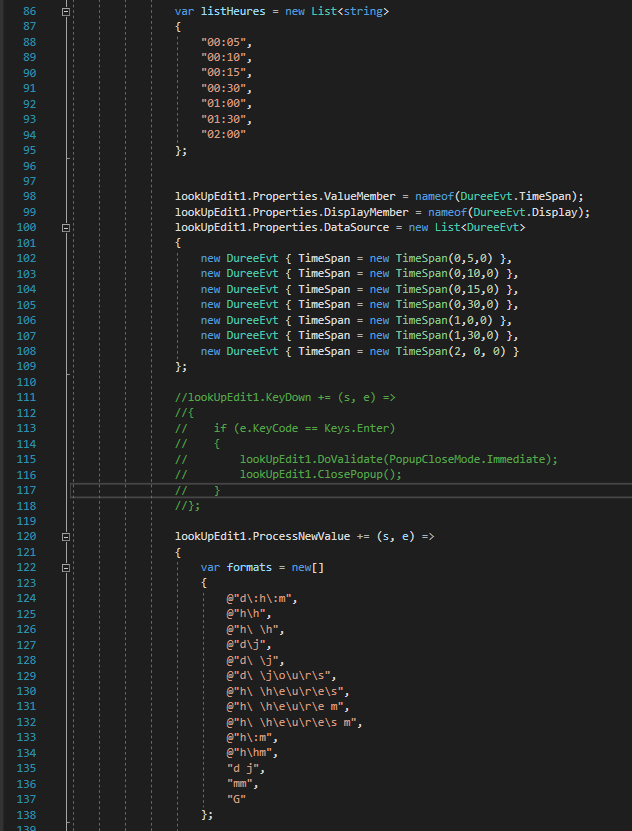 86 var listHeures = new List<string>
87 {
88 "00:05",
89 "00:10",
90 "00:15",
91 "00:30",
92 "01:00",
93 "01:30",
94 "02:00"
95 };
96
97
98 lookUpEdit1.Properties.ValueMember = nameof(DureeEvt.TimeSpan);
99 lookUpEdit1.Properties.DisplayMember = nameof(DureeEvt.Display);
100 lookUpEdit1.Properties.DataSource = new List<DureeEvt>
101 {
102 new DureeEvt { TimeSpan = new TimeSpan(0,5,0) },
103 new DureeEvt { TimeSpan = new TimeSpan(0,10,0) },
104 new DureeEvt { TimeSpan = new TimeSpan(0,15,0) },
105 new DureeEvt { TimeSpan = new TimeSpan(0,30,0) },
106 new DureeEvt { TimeSpan = new TimeSpan(1,0,0) },
107 new DureeEvt { TimeSpan = new TimeSpan(1,30,0) },
108 new DureeEvt { TimeSpan = new TimeSpan(2, 0, 0) }
109 };
110
111 //lookUpEdit1.KeyDown += (s, e) =>
112 //{
113 //    if (e.KeyCode == Keys.Enter)
114 //    {
115 //        lookUpEdit1.DoValidate(PopupCloseMode.Immediate);
116 //        lookUpEdit1.ClosePopup();
117 //    }
118 //};
119
120 lookUpEdit1.ProcessNewValue += (s, e) =>
121 {
122 var formats = new[]
123 {
124 @"d\:h\:m",
125 @"h\h",
126 @"h\ \h",
127 @"d\j",
128 @"d\ \j",
129 @"d\ \j\o\u\r\s",
130 @"h\ \h\e\u\r\e\s",
131 @"h\ \h\e\u\r\e m",
132 @"h\ \h\e\u\r\e\s m",
133 @"h\:m",
134 @"h\hm",
135 "d j",
136 "mm",
137 "G"
138 };
139